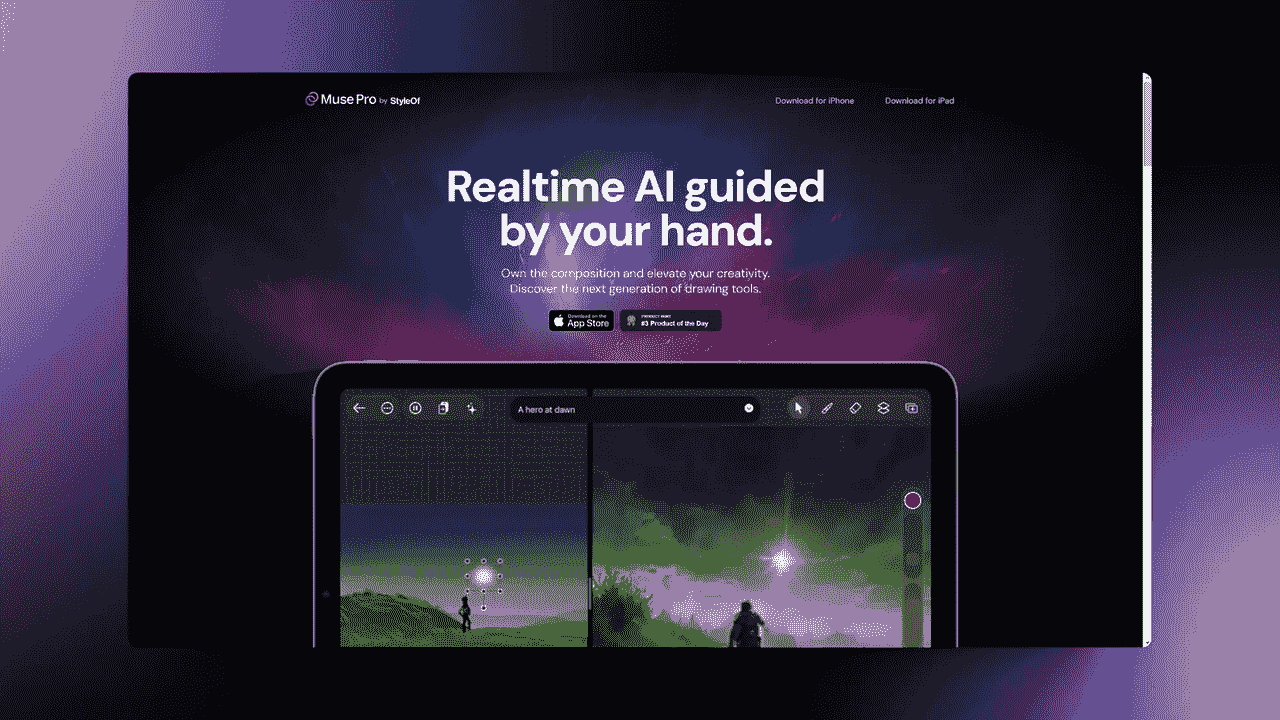 Muse Pro by StyleOf
Download for iPhone
Download for iPad
Realtime AI guided
by your hand.
Own the composition and elevate your creativity.
Discover the next generation of drawing tools.
Download on the
App Store
PRODUCT HUNT
#3 Product of the Day
A hero at dawn